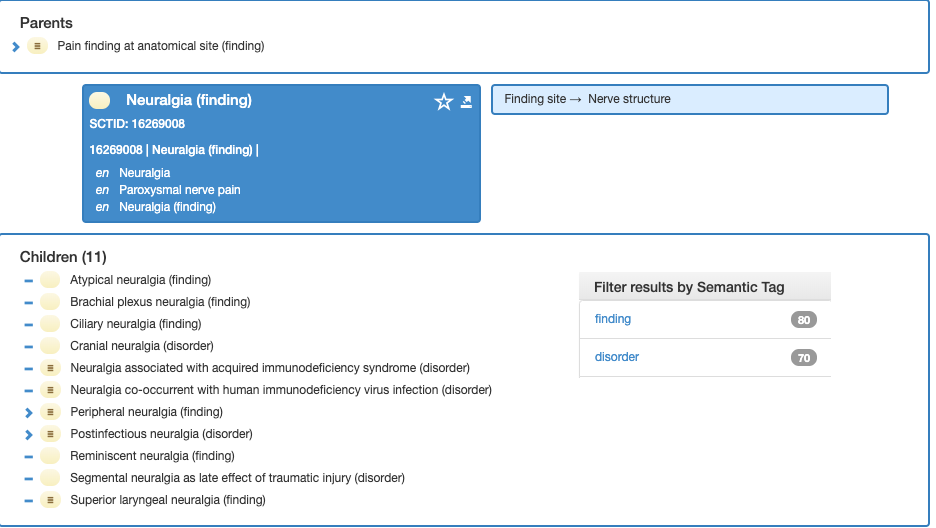 Parents
Pain finding at anatomical site (finding)
Neuralgia (finding)
SCTID: 16269008
16269008 | Neuralgia (finding) |
en Neuralgia
en Paroxysmal nerve pain
en Neuralgia (finding)
Finding site → Nerve structure
Children (11)
Atypical neuralgia (finding)
Brachial plexus neuralgia (finding)
Ciliary neuralgia (finding)
Cranial neuralgia (disorder)
Neuralgia associated with acquired immunodeficiency syndrome (disorder)
Neuralgia co-occurrent with human immunodeficiency virus infection (disorder)
Peripheral neuralgia (finding)
Postinfectious neuralgia (disorder)
Reminiscent neuralgia (finding)
Segmental neuralgia as late effect of traumatic injury (disorder)
Superior laryngeal neuralgia (finding)
Filter results by Semantic Tag
finding 80
disorder 70